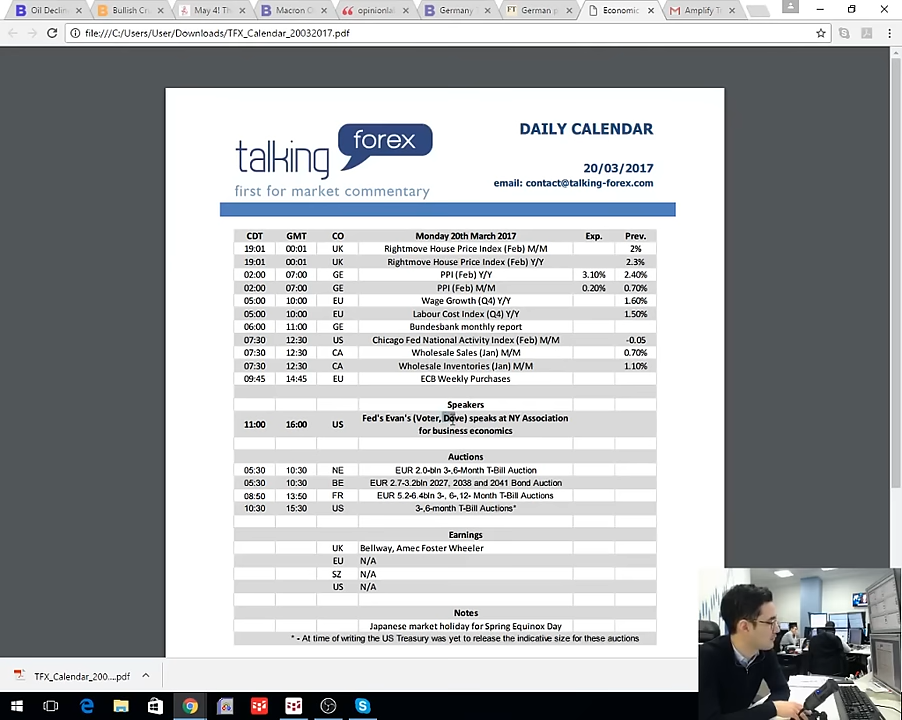 Oil Declin
Bullish Cru
May 4! Th
Macron O
opinionla
Germany
German p
Economic
Amplify T
file:///C:/Users/User/Downloads/TFX_Calendar_20032017.pdf
talking forex
first for market commentary
DAILY CALENDAR
20/03/2017
email: contact@talking-forex.com
CDT GMT CO Monday 20th March 2017 Exp. Prev.
19:01 00:01 UK Rightmove House Price Index (Feb) M/M 2%
19:01 00:01 UK Rightmove House Price Index (Feb) Y/Y 2.3%
02:00 07:00 GE PPI (Feb) Y/Y 3.10% 2.40%
02:00 07:00 GE PPI (Feb) M/M 0.20% 0.70%
05:00 10:00 EU Wage Growth (Q4) Y/Y 1.60%
05:00 10:00 EU Labour Cost Index (Q4) Y/Y 1.50%
06:00 11:00 GE Bundesbank monthly report
07:30 12:30 US Chicago Fed National Activity Index (Feb) M/M -0.05
07:30 12:30 CA Wholesale Sales (Jan) M/M 0.70%
07:30 12:30 CA Wholesale Inventories (Jan) M/M 1.10%
09:45 14:45 EU ECB Weekly Purchases
Speakers
11:00 16:00 US Fed's Evan's (Voter, Dove) speaks at NY Association
for business economics
Auctions
05:30 10:30 NE EUR 2.0-bln 3-,6-Month T-Bill Auction
05:30 10:30 BE EUR 2.7-3.2bln 2027, 2038 and 2041 Bond Auction
08:50 13:50 FR EUR 5.2-6.4bln 3-, 6-,12- Month T-Bill Auctions
10:30 15:30 US 3-,6-month T-Bill Auctions*
Earnings
UK Bellway, Amec Foster Wheeler
EU N/A
SZ N/A
US N/A
Notes
Japanese market holiday for Spring Equinox Day
* - At time of writing the US Treasury was yet to release the indicative size for these auctions
TFX_Calendar_200....pdf